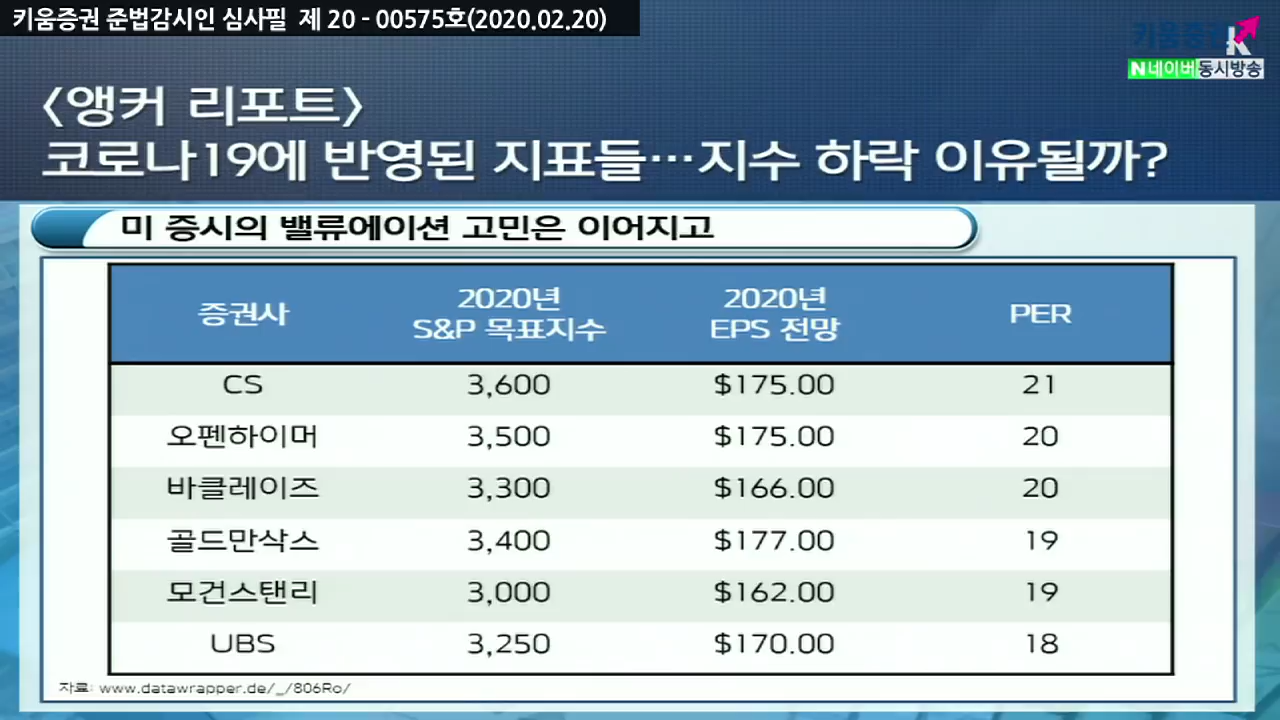 키움증권 준법감시인 심사필 제 20 - 00575호(2020.02.20)
키움증권
N 네이버 동시방송
<앵커 리포트>
코로나19에 반영된 지표들…지수 하락 이유될까?
미 증시의 밸류에이션 고민은 이어지고
증권사 2020년 S&P 목표지수 2020년 EPS 전망 PER
CS 3,600 $175.00 21
오펜하이머 3,500 $175.00 20
바클레이즈 3,300 $166.00 20
골드만삭스 3,400 $177.00 19
모건스탠리 3,000 $162.00 19
UBS 3,250 $170.00 18
자료: www.datawrapper.de/_/806Ro/